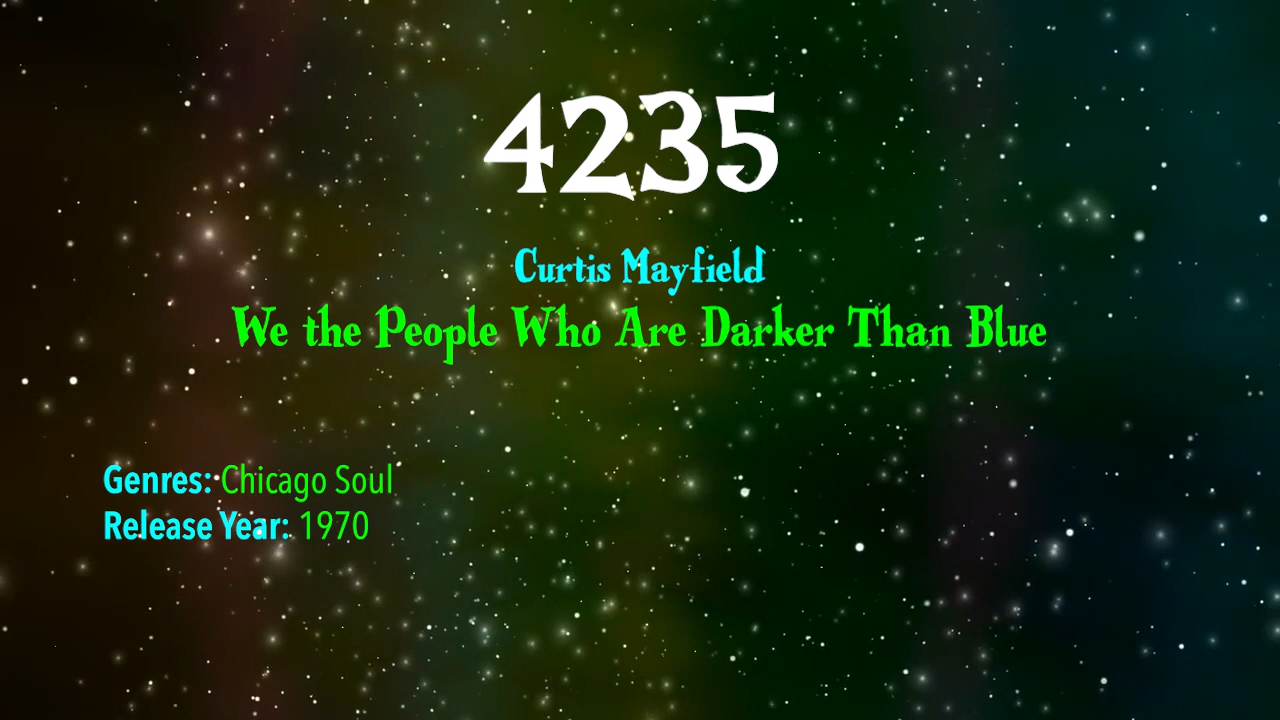 4235
Curtis Mayfield
We the People Who Are Darker Than Blue
Genres: Chicago Soul
Release Year: 1970